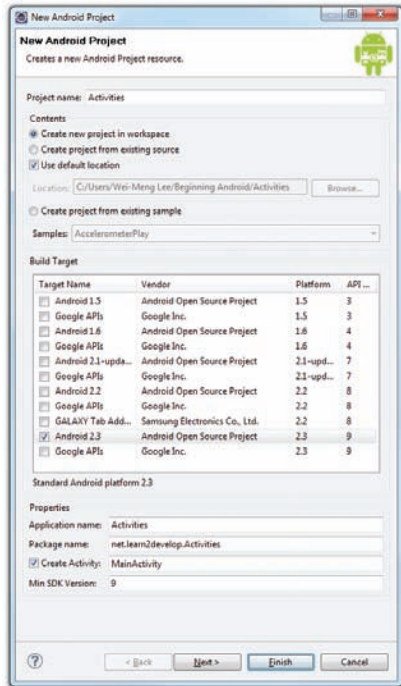 New Android Project
New Android Project
Creates a new Android Project resource.
Project name: Activities
Contents
Create new project in workspace
Create project from existing source
Use default location
Location: C:/Users/Wei-Meng Lee/Beginning Android/Activities Browse...
Create project from existing sample
Samples: AccelerometerPlay
Build Target
Target Name Vendor Platform API ...
Android 1.5 Android Open Source Project 1.5 3
Google APIs Google Inc. 1.5 3
Android 1.6 Android Open Source Project 1.6 4
Google APIs Google Inc. 1.6 4
Android 2.1-upda... Android Open Source Project 2.1-upd... 7
Google APIs Google Inc. 2.1-upd... 7
Android 2.2 Android Open Source Project 2.2 8
Google APIs Google Inc. 2.2 8
GALAXY Tab Add... Samsung Electronics Co., Ltd. 2.2 8
Android 2.3 Android Open Source Project 2.3 9
Google APIs Google Inc. 2.3 9
Standard Android platform 2.3
Properties
Application name: Activities
Package name: net.learn2develop.Activities
Create Activity: MainActivity
Min SDK Version: 9
? < Back Next > Finish Cancel